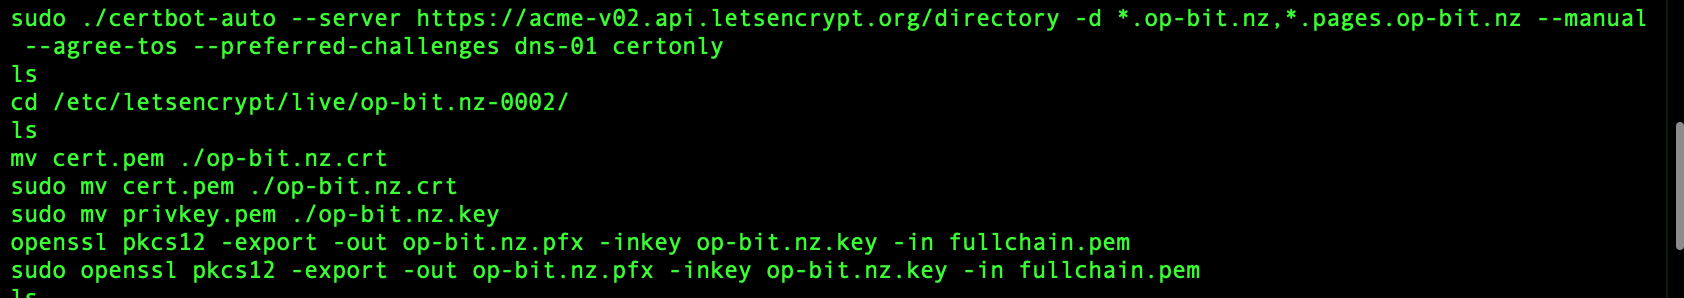 sudo ./certbot-auto --server https://acme-v02.api.letsencrypt.org/directory -d *.op-bit.nz,*.pages.op-bit.nz --manual
 --agree-tos --preferred-challenges dns-01 certonly
ls
cd /etc/letsencrypt/live/op-bit.nz-0002/
ls
mv cert.pem ./op-bit.nz.crt
sudo mv cert.pem ./op-bit.nz.crt
sudo mv privkey.pem ./op-bit.nz.key
openssl pkcs12 -export -out op-bit.nz.pfx -inkey op-bit.nz.key -in fullchain.pem
sudo openssl pkcs12 -export -out op-bit.nz.pfx -inkey op-bit.nz.key -in fullchain.pem
ls